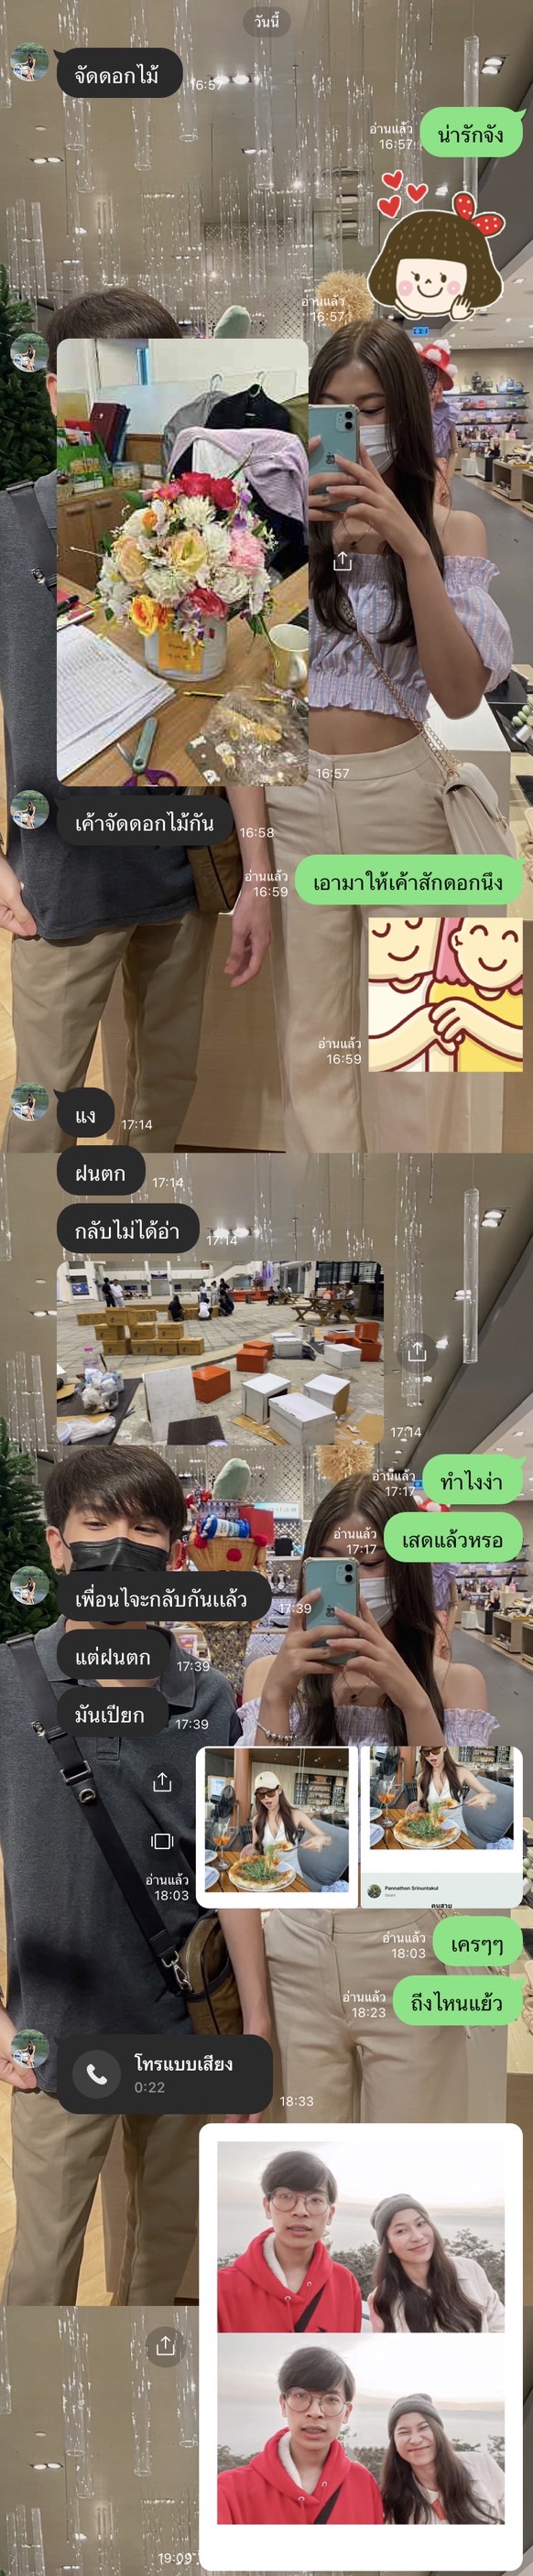 วันนี้
จัดดอกไม้
16:57
น่ารักจัง
อ่านแล้ว
16:57
อ่านแล้ว
16:57
16:57
เค้าจัดดอกไม้กัน
16:58
เอามาให้เค้าสักดอกนึง
อ่านแล้ว
16:59
อ่านแล้ว
16:59
แง
17:14
ฝนตก
17:14
กลับไม่ได้อ่า
17:14
17:14
ทำไงง่า
อ่านแล้ว
17:17
เสดแล้วหรอ
อ่านแล้ว
17:17
เพื่อนไจะกลับกันแล้ว
17:39
แต่ฝนตก
17:39
มันเปียก
17:39
Pannathon Srinuntakul
คนสวย
อ่านแล้ว
18:03
เครๆๆ
อ่านแล้ว
18:03
ถึงไหนแย้ว
อ่านแล้ว
18:23
โทรแบบเสียง
0:22
18:33
19:09